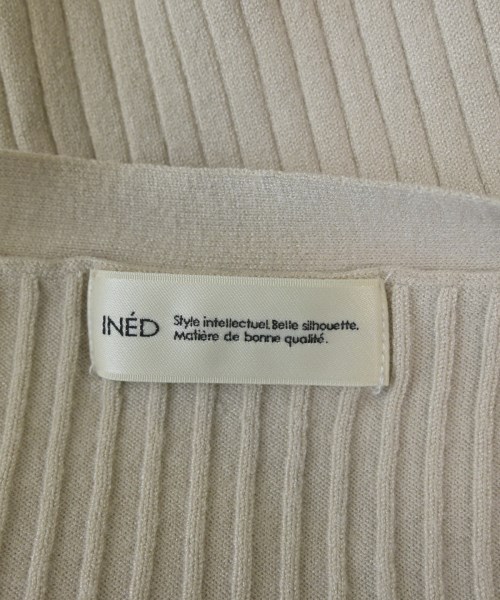 INÉD
Style intellectuel. Belle silhouette.
Matière de bonne qualité.